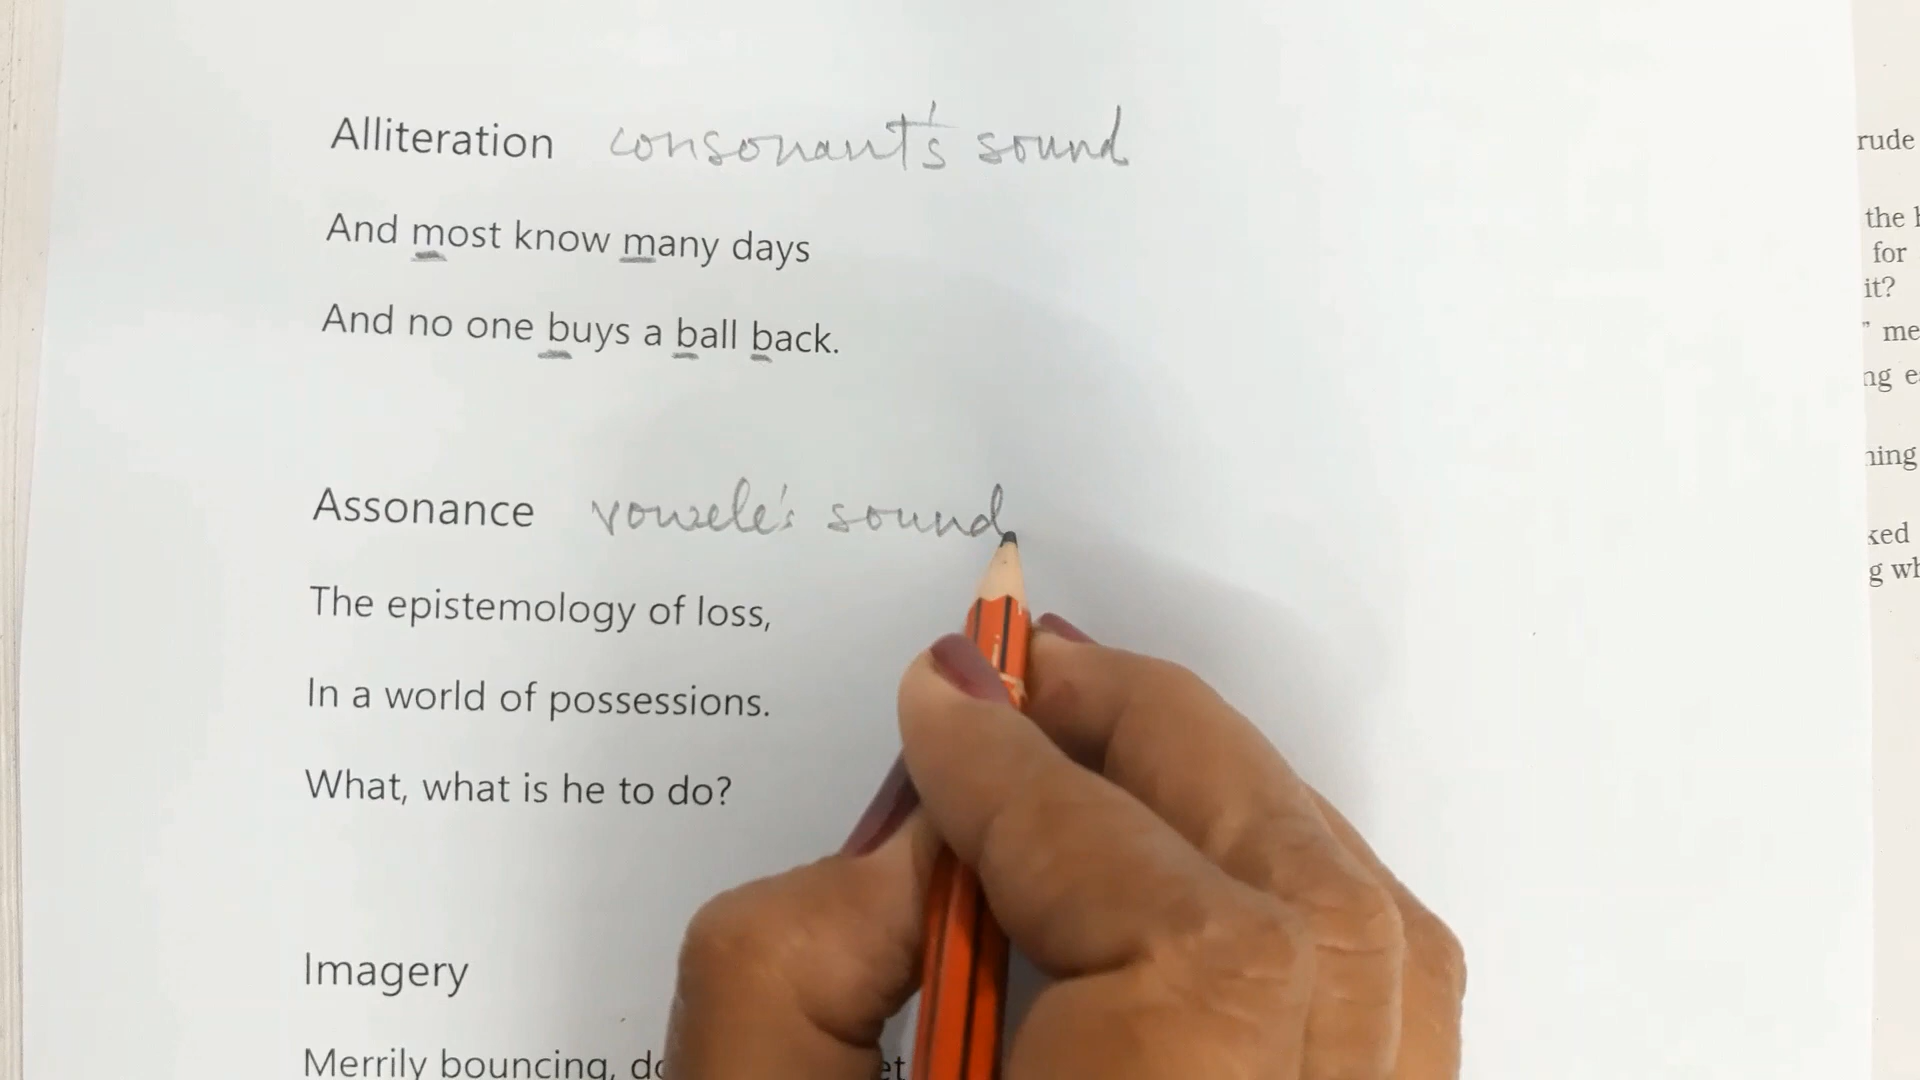 Alliteration consonant's sound
And most know many days
And no one buys a ball back.
Assonance vowele's sound
The epistemology of loss,
In a world of possessions.
What, what is he to do?
Imagery
Merrily bouncing,
rude
the
for
it?
" me
ng
ning
ked
g